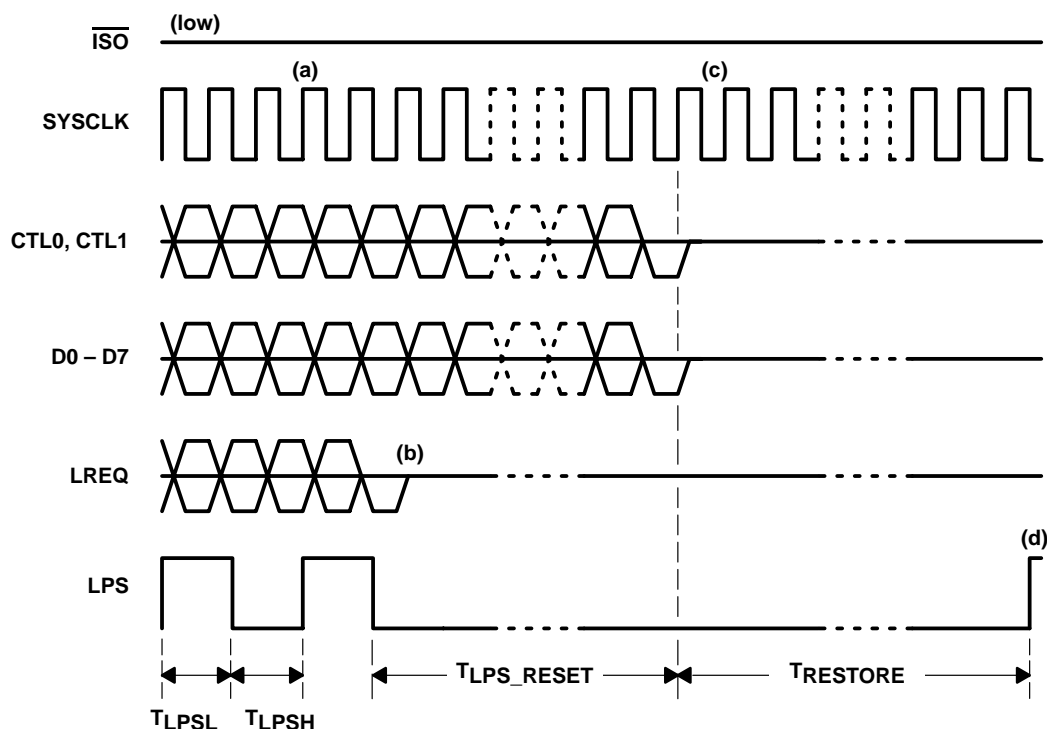 (low)
ISO
(a)
(c)
SYSCLK
CTL0, CTL1
D0 – D7
(b)
LREQ
(d)
LPS
TLPS_RESET
TRESTORE
TLPSL
TLPSH